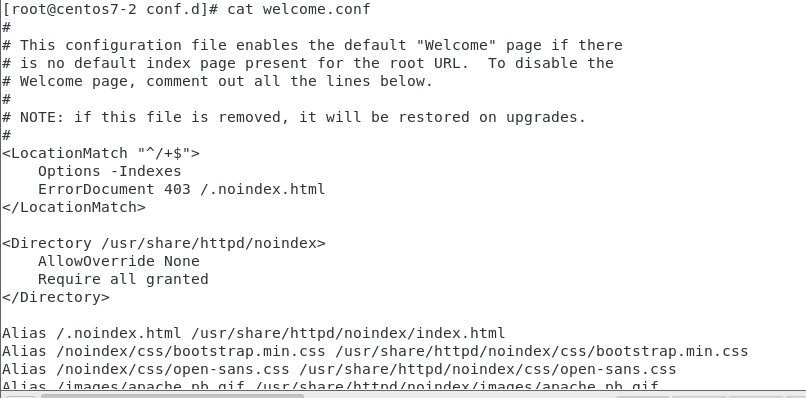 [root@centos7-2 conf.d]# cat welcome.conf
#
# This configuration file enables the default "Welcome" page if there
# is no default index page present for the root URL.  To disable the
# Welcome page, comment out all the lines below.
#
# NOTE: if this file is removed, it will be restored on upgrades.
#
<LocationMatch "^/+$">
    Options -Indexes
    ErrorDocument 403 /.noindex.html
</LocationMatch>

<Directory /usr/share/httpd/noindex>
    AllowOverride None
    Require all granted
</Directory>

Alias /.noindex.html /usr/share/httpd/noindex/index.html
Alias /noindex/css/bootstrap.min.css /usr/share/httpd/noindex/css/bootstrap.min.css
Alias /noindex/css/open-sans.css /usr/share/httpd/noindex/css/open-sans.css
Alias /images/apache_pb.gif /usr/share/httpd/noindex/images/apache_pb.gif